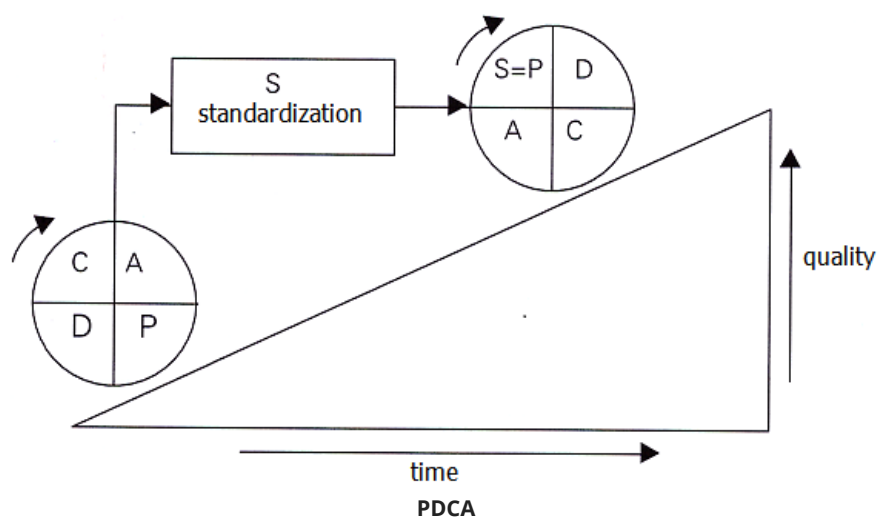 S
standardization
S=P D
A C
C A
D P
quality
time
PDCA